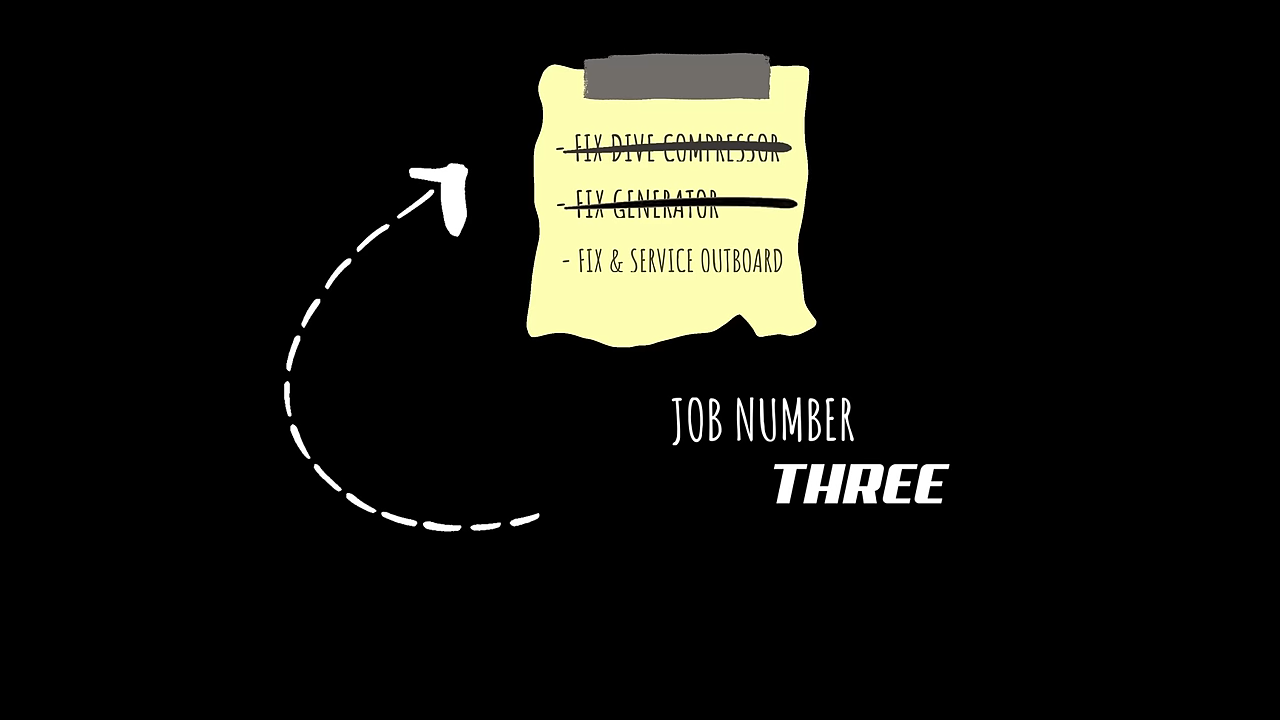 - FIX DIVE COMPRESSOR
- FIX GENERATOR
- FIX & SERVICE OUTBOARD
JOB NUMBER
THREE